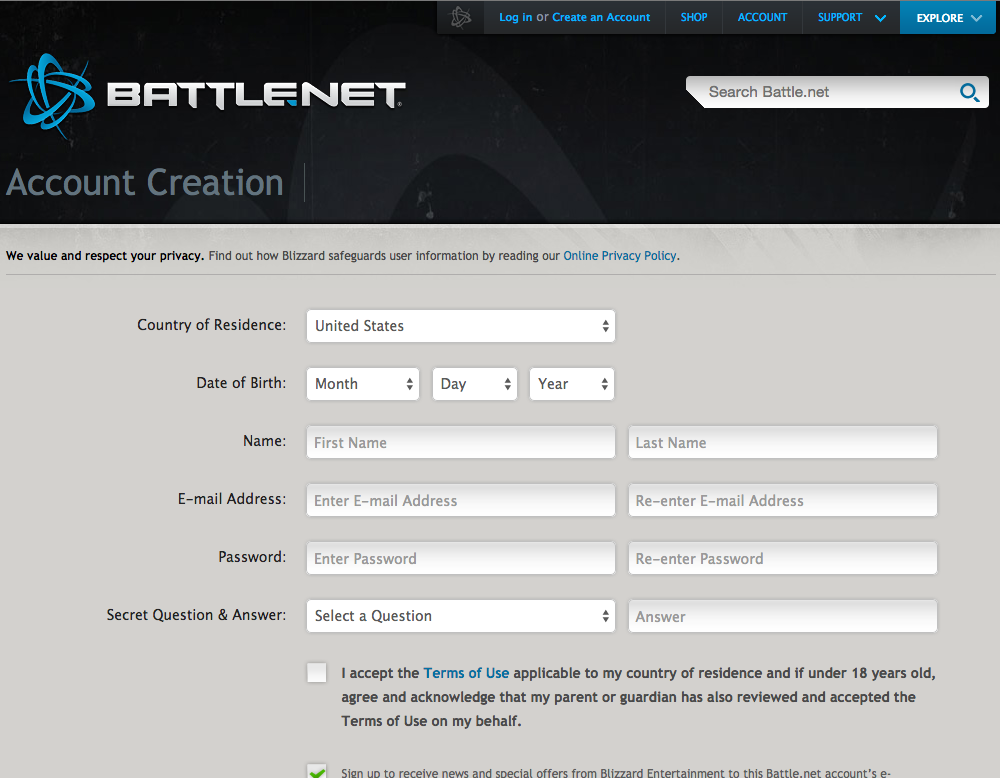 Log in or Create an Account SHOP ACCOUNT SUPPORT EXPLORE
BATTLE.NET®
Search Battle.net
Account Creation
We value and respect your privacy. Find out how Blizzard safeguards user information by reading our Online Privacy Policy.
Country of Residence: United States
Date of Birth: Month Day Year
Name: First Name Last Name
E-mail Address: Enter E-mail Address Re-enter E-mail Address
Password: Enter Password Re-enter Password
Secret Question & Answer: Select a Question Answer
I accept the Terms of Use applicable to my country of residence and if under 18 years old,
agree and acknowledge that my parent or guardian has also reviewed and accepted the
Terms of Use on my behalf.
Sign up to receive news and special offers from Blizzard Entertainment to this Battle.net account's e-